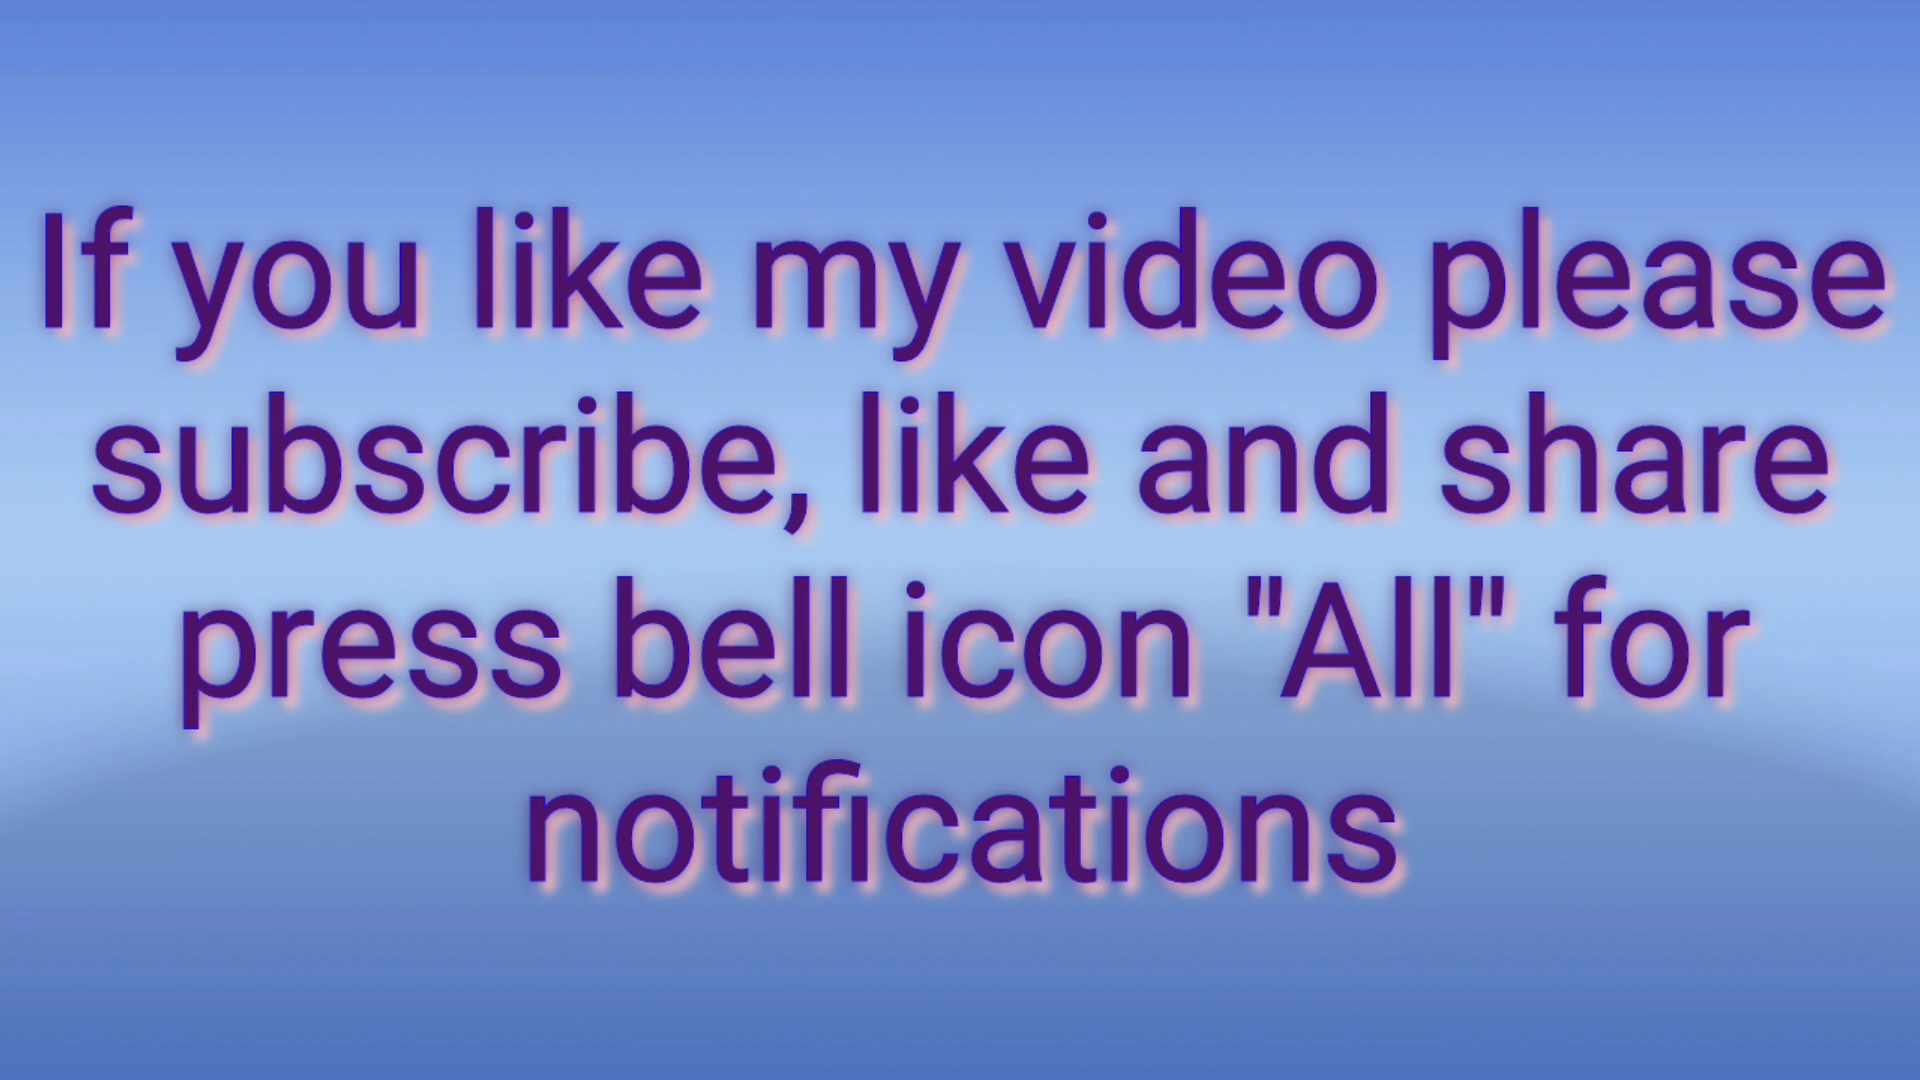 If you like my video please
subscribe, like and share
press bell icon "All" for
notifications